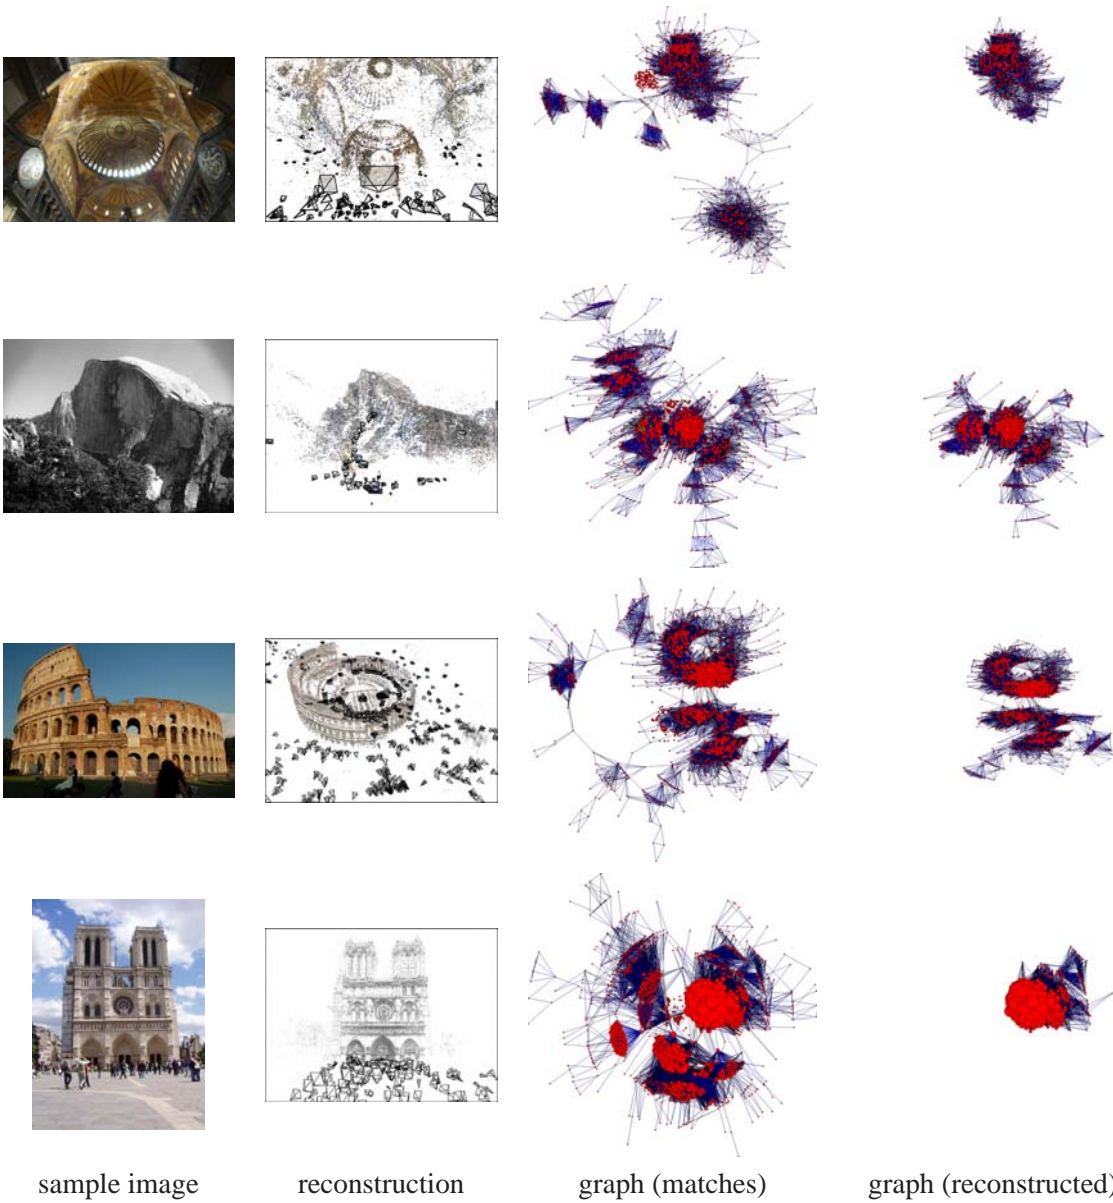 sample image
reconstruction
graph (matches)
graph (reconstructed)